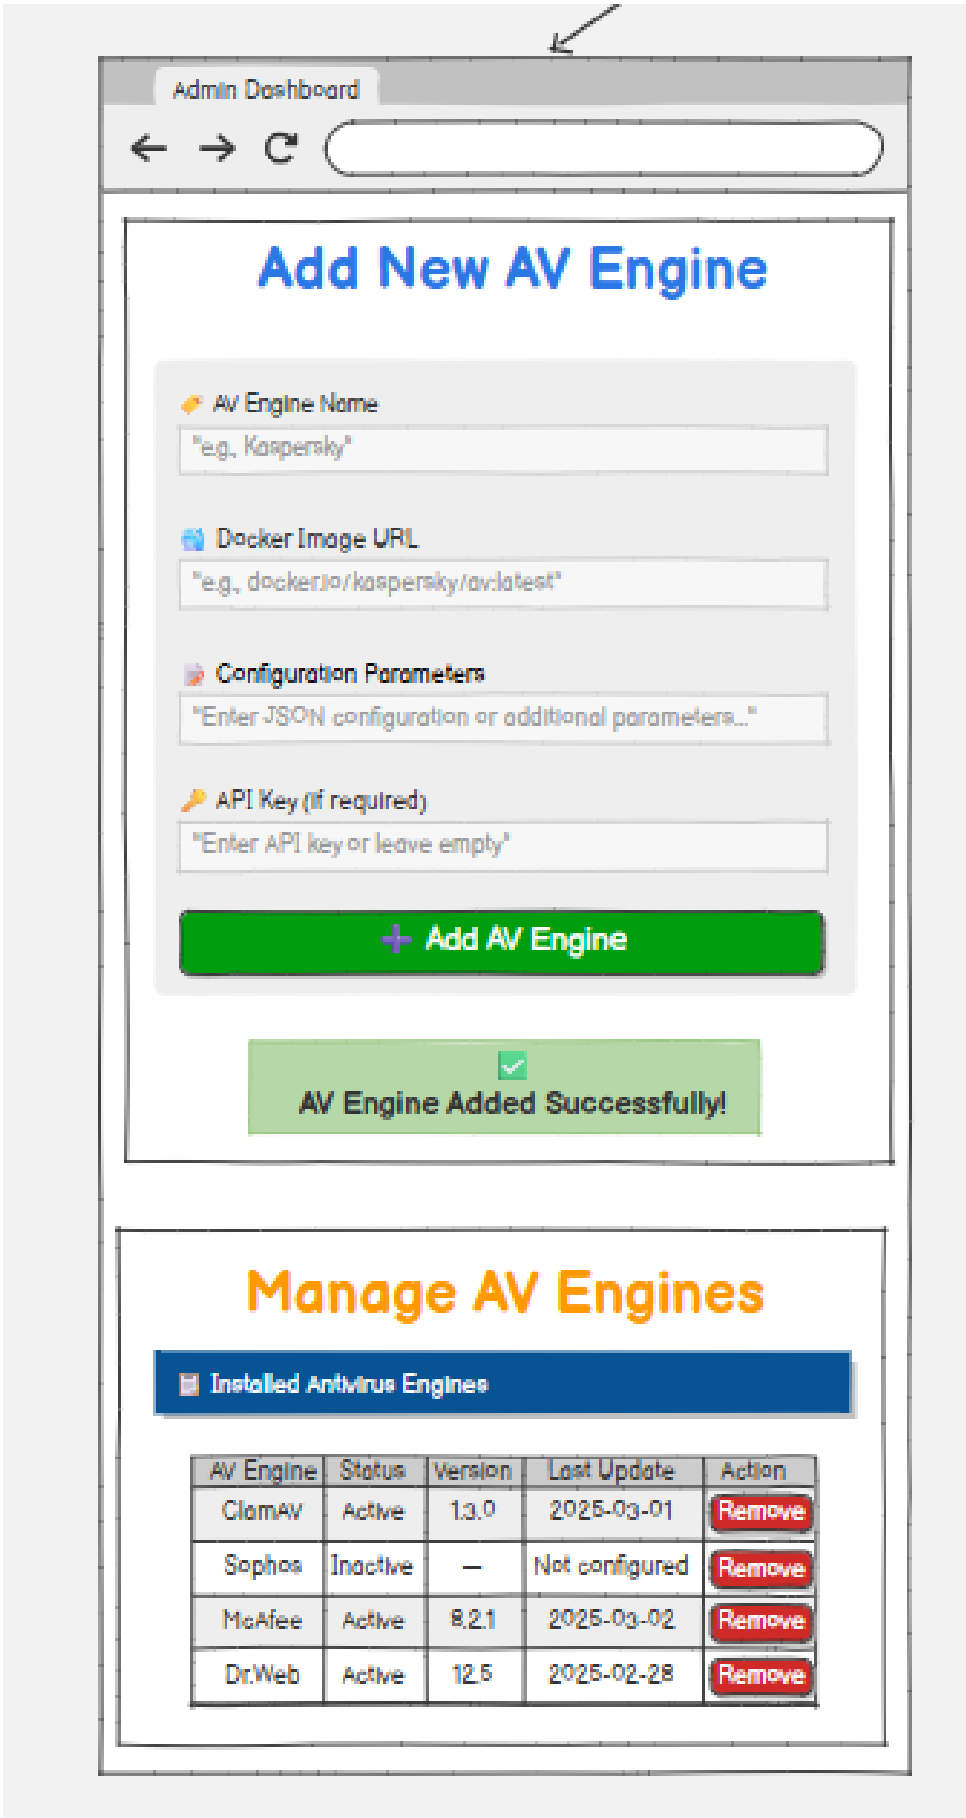 Admin Dashboard
Add New AV Engine
AV Engine Name
"e.g., Kaspersky"
Docker Image URL
"e.g., docker.io/kaspersky/av:latest"
Configuration Parameters
"Enter JSON configuration or additional parameters..."
API Key (if required)
"Enter API key or leave empty"
Add AV Engine
AV Engine Added Successfully!
Manage AV Engines
Installed Antivirus Engines
AV Engine Status Version Last Update Action
ClamAV Active 1.3.0 2025-03-01 Remove
Sophos Inactive — Not configured Remove
McAfee Active 8.2.1 2025-03-02 Remove
Dr.Web Active 12.5 2025-02-28 Remove